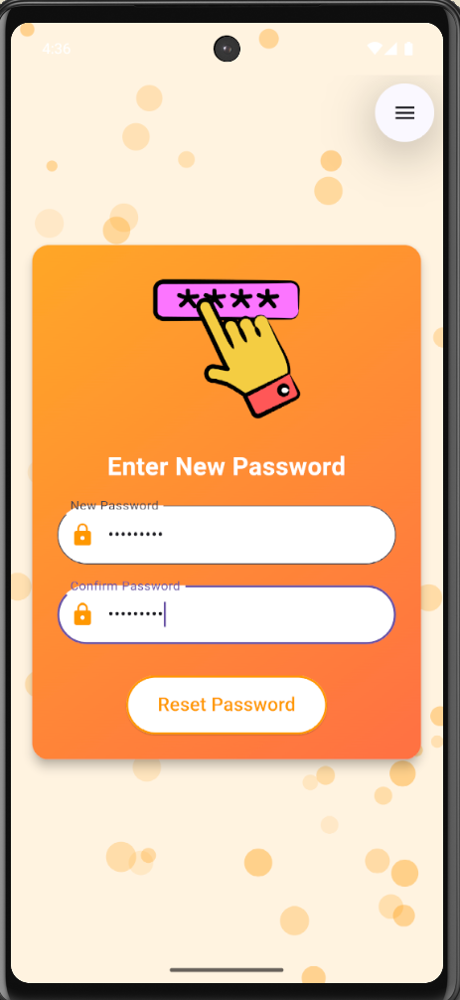 4:36
****
Enter New Password
New Password
•••••••••
Confirm Password
•••••••••
Reset Password